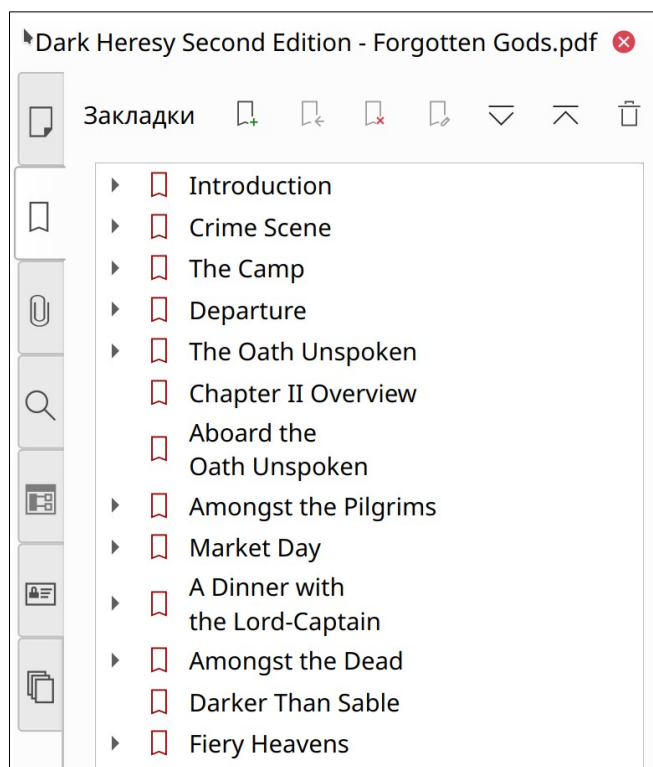 Dark Heresy Second Edition - Forgotten Gods.pdf
Закладки
Introduction
Crime Scene
The Camp
Departure
The Oath Unspoken
Chapter II Overview
Aboard the
Oath Unspoken
Amongst the Pilgrims
Market Day
A Dinner with
the Lord-Captain
Amongst the Dead
Darker Than Sable
Fiery Heavens